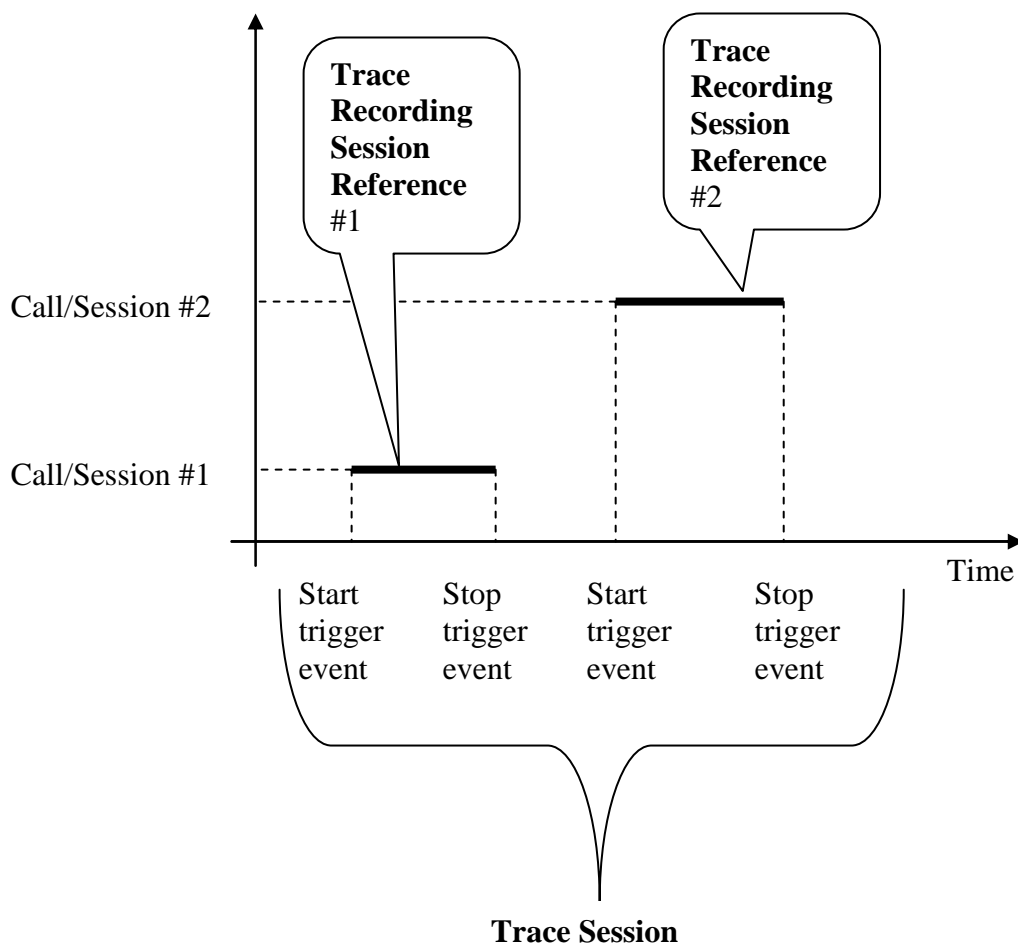 Trace
Recording
Session
Reference
#1
Trace
Recording
Session
Reference
#2
Call/Session #2
Call/Session #1
Time
Start
trigger
event
Stop
trigger
event
Start
trigger
event
Stop
trigger
event
Trace Session